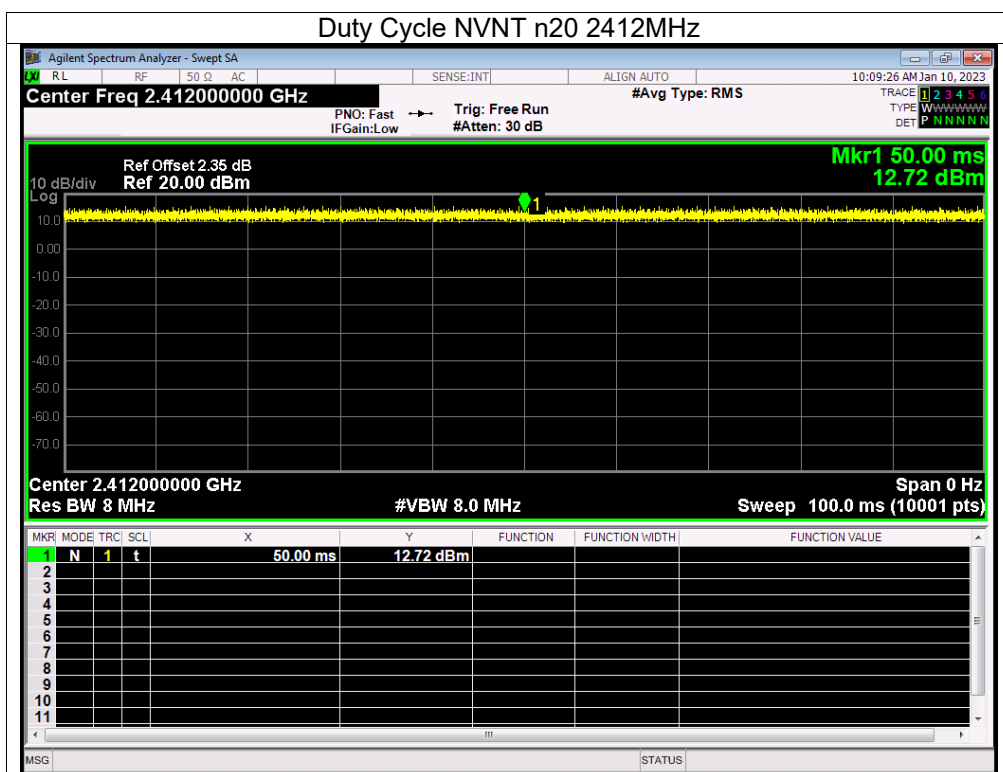 Duty Cycle NVNT n20 2412MHz
Agilent Spectrum Analyzer - Swept SA
LXI RL RF 50 Ω AC SENSE:INT ALIGN AUTO 10:09:26 AM Jan 10, 2023
Center Freq 2.412000000 GHz #Avg Type: RMS TRACE 1 2 3 4 5 6
PNO: Fast Trig: Free Run TYPE WWWWWW
IFGain:Low #Atten: 30 dB DET P N N N N N
Mkr1 50.00 ms
12.72 dBm
Ref Offset 2.35 dB
10 dB/div Ref 20.00 dBm
Log
1
10.0
0.00
-10.0
-20.0
-30.0
-40.0
-50.0
-60.0
-70.0
Center 2.412000000 GHz Span 0 Hz
Res BW 8 MHz #VBW 8.0 MHz Sweep 100.0 ms (10001 pts)
MKR MODE TRC SCL X Y FUNCTION FUNCTION WIDTH FUNCTION VALUE
1 N 1 t 50.00 ms 12.72 dBm
2
3
4
5
6
7
8
9
10
11
MSG STATUS